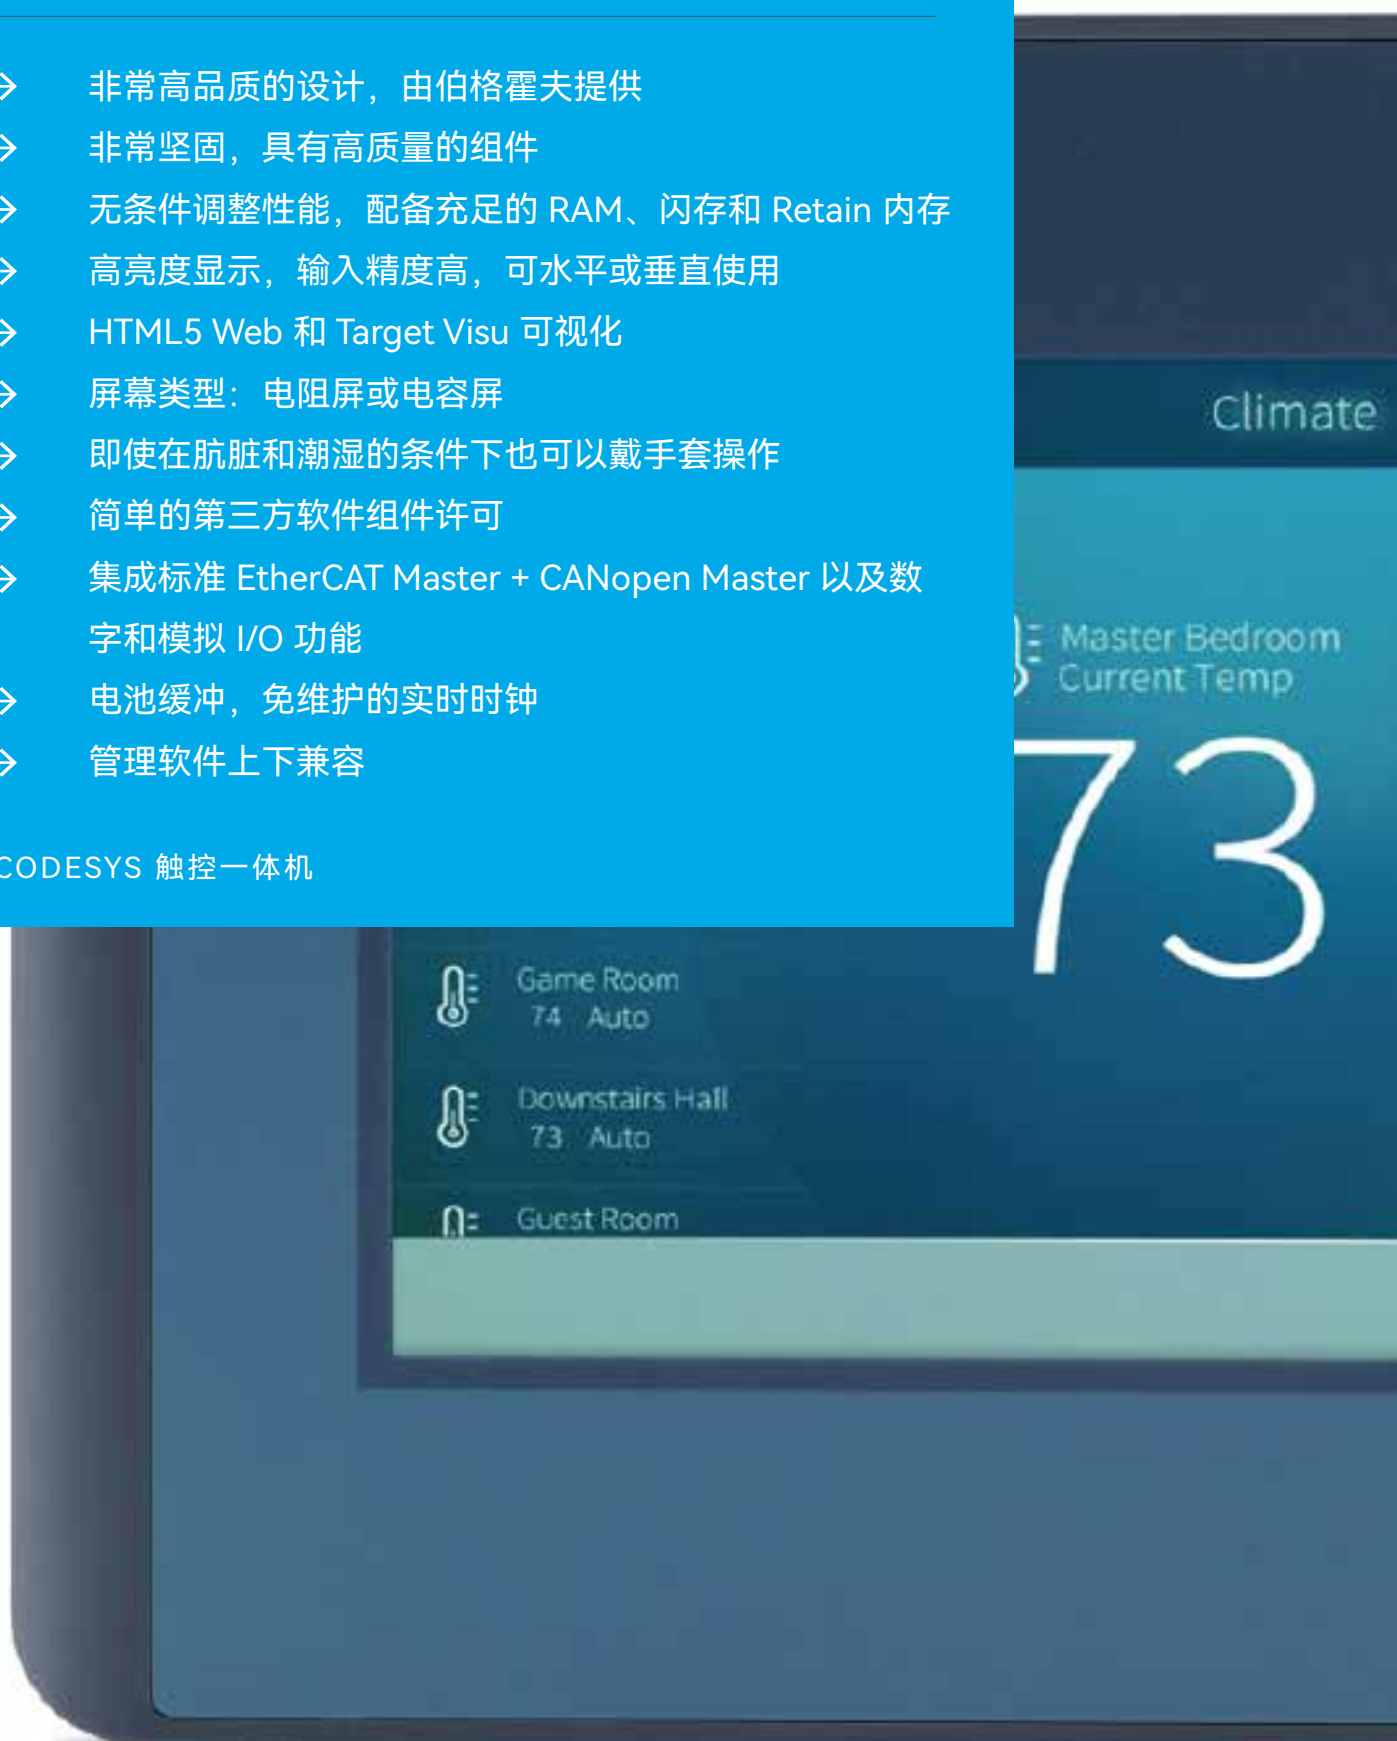 → 非常高品质的设计，由伯格霍夫提供
→ 非常坚固，具有高质量的组件
→ 无条件调整性能，配备充足的 RAM、闪存和 Retain 内存
→ 高亮度显示，输入精度高，可水平或垂直使用
→ HTML5 Web 和 Target Visu 可视化
→ 屏幕类型：电阻屏或电容屏
→ 即使在肮脏和潮湿的条件下也可以戴手套操作
→ 简单的第三方软件组件许可
→ 集成标准 EtherCAT Master + CANopen Master 以及数
字和模拟 I/O 功能
→ 电池缓冲，免维护的实时时钟
→ 管理软件上下兼容
CODESYS 触控一体机
Climate
Master Bedroom
Current Temp
73
Game Room
74 Auto
Downstairs Hall
73 Auto
Guest Room